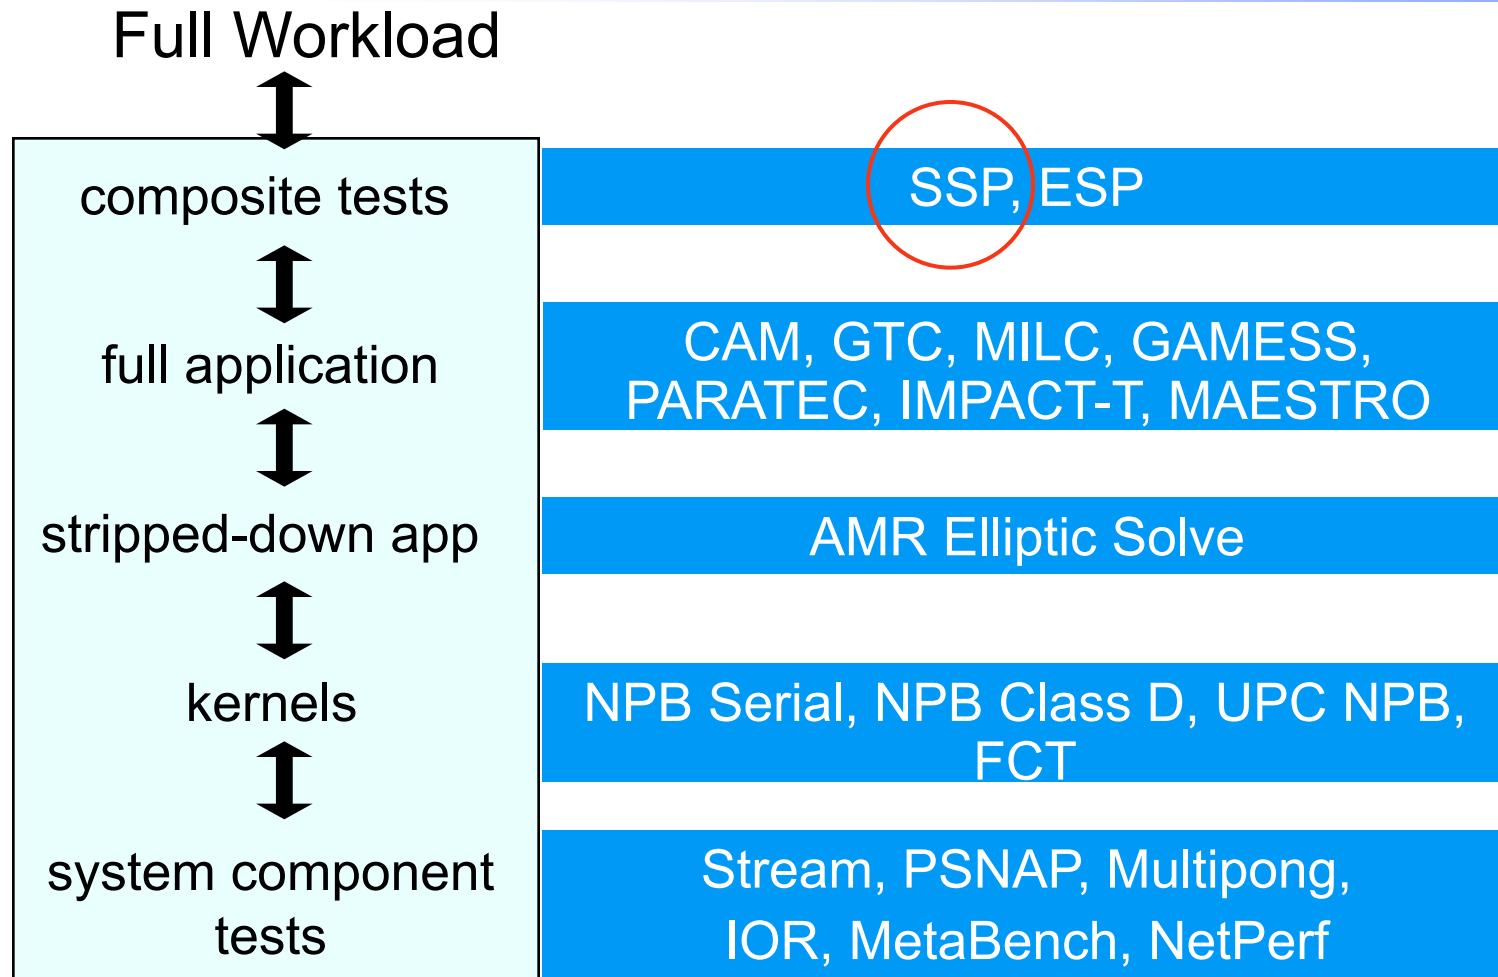 Full Workload
composite tests
SSP, ESP
full application
CAM, GTC, MILC, GAMESS,
PARATEC, IMPACT-T, MAESTRO
stripped-down app
AMR Elliptic Solve
kernels
NPB Serial, NPB Class D, UPC NPB,
FCT
system component
tests
Stream, PSNAP, Multipong,
IOR, MetaBench, NetPerf